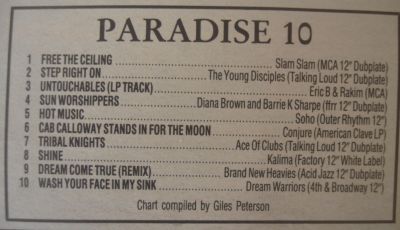 PARADISE 10
1 FREE THE CEILING ........ Slam Slam (MCA 12" Dubplate)
2 STEP RIGHT ON ........ The Young Disciples (Talking Loud 12" Dubplate)
3 UNTOUCHABLES (LP TRACK) ........ Eric B & Rakim (MCA)
4 SUN WORSHIPPERS ........ Diana Brown and Barrie K Sharpe (ffrr 12" Dubplate)
5 HOT MUSIC ........ Soho (Outer Rhythm 12")
6 CAB CALLOWAY STANDS IN FOR THE MOON ........ Conjure (American Clave LP)
7 TRIBAL KNIGHTS ........ Ace Of Clubs (Talking Loud 12" Dubplate)
8 SHINE ........ Kalima (Factory 12" White Label)
9 DREAM COME TRUE (REMIX) ........ Brand New Heavies (Acid Jazz 12" Dubplate)
10 WASH YOUR FACE IN MY SINK ........ Dream Warriors (4th & Broadway 12")
Chart compiled by Giles Peterson